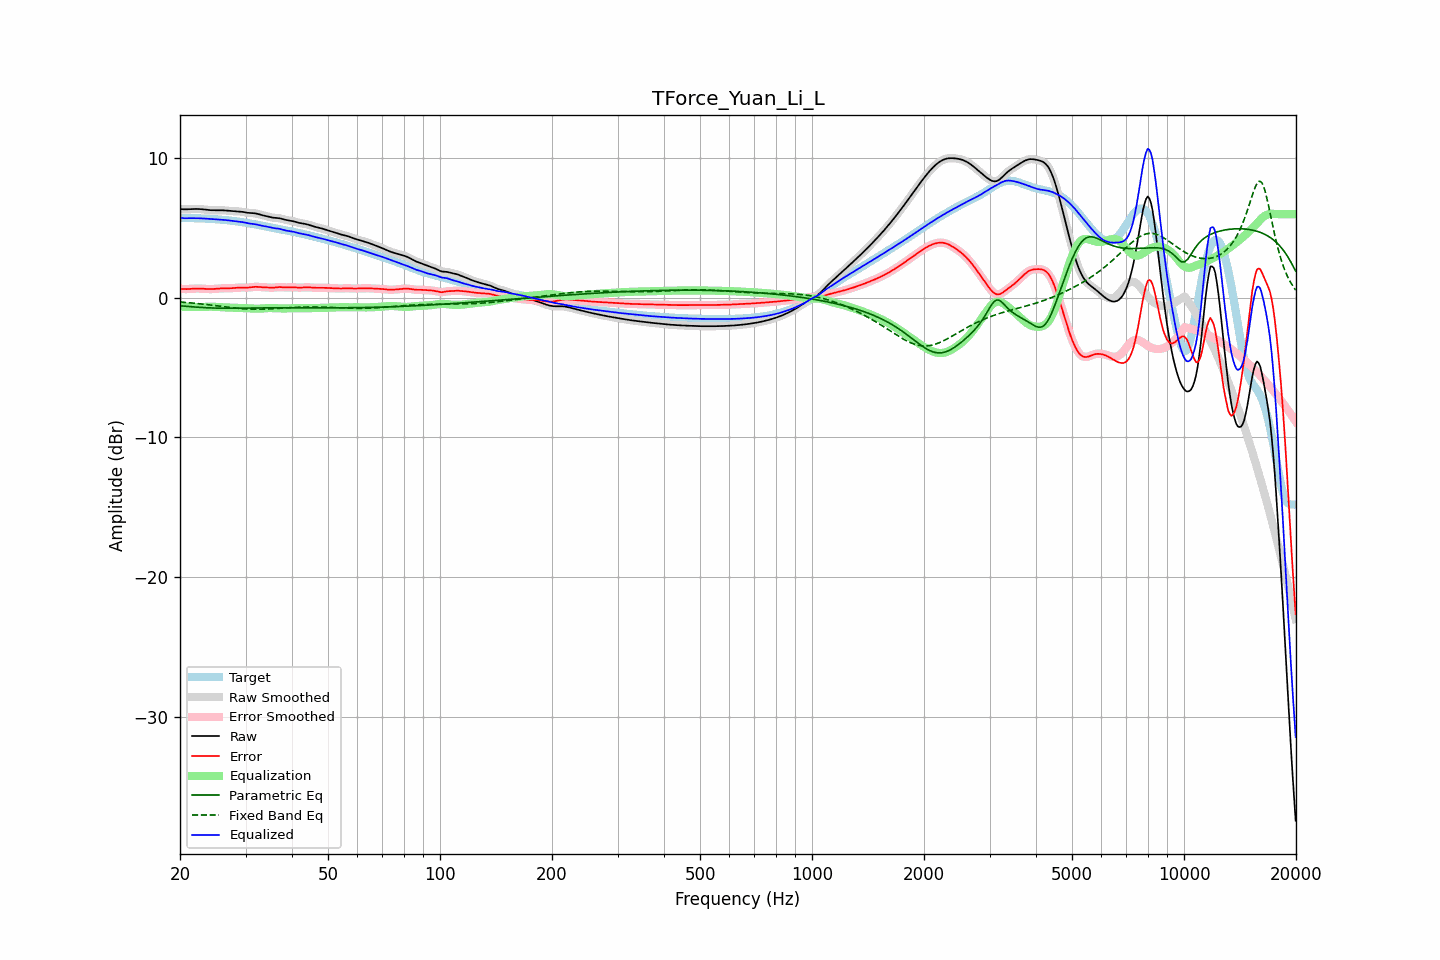 TForce_Yuan_Li_L
10
0
−10
−20
−30
Amplitude (dBr)
Target
Raw Smoothed
Error Smoothed
Raw
Error
Equalization
Parametric Eq
Fixed Band Eq
Equalized
20 50 100 200 500 1000 2000 5000 10000 20000
Frequency (Hz)